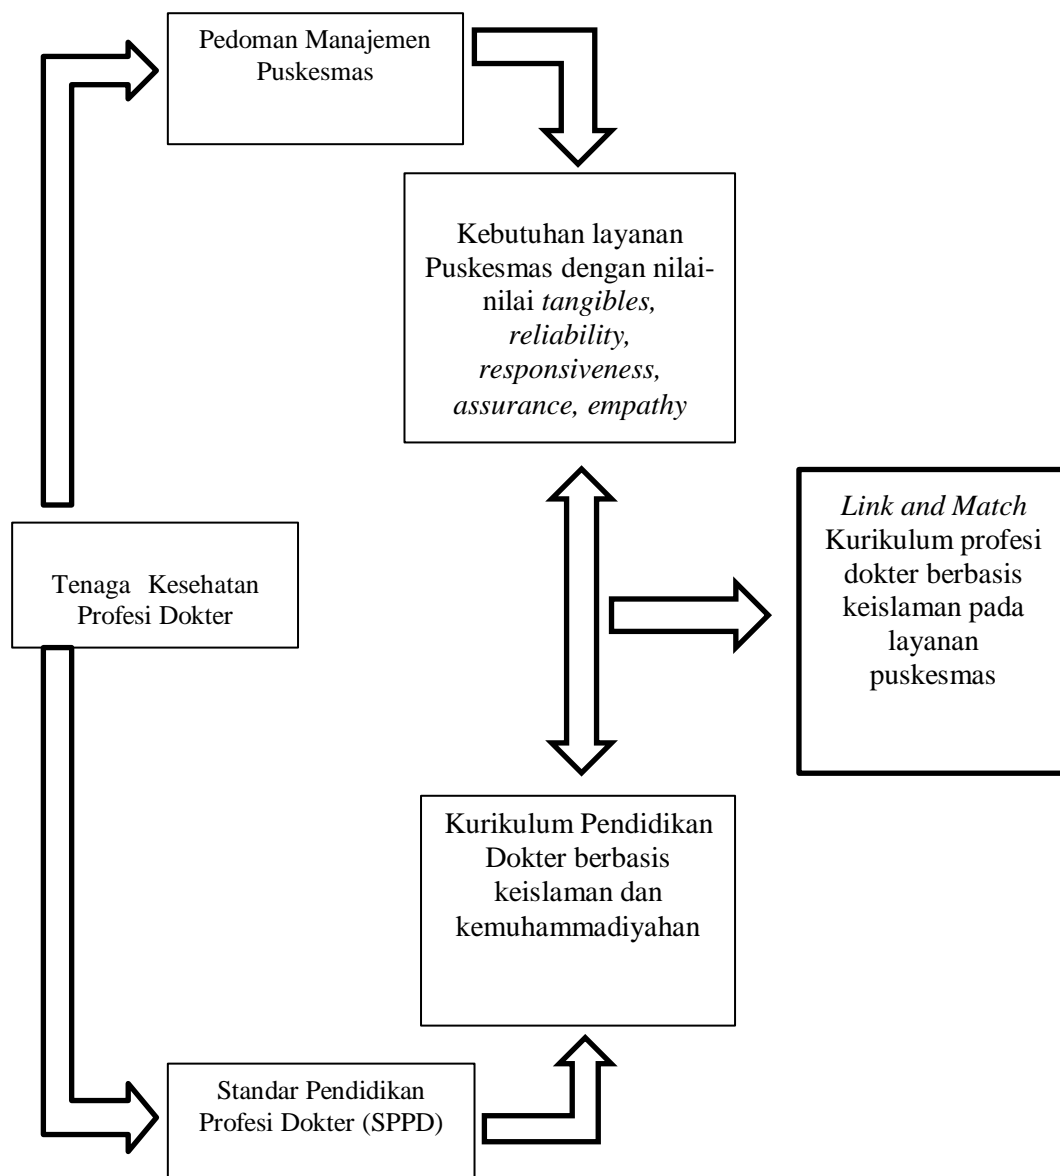 Pedoman Manajemen
Puskesmas
Kebutuhan layanan
Puskesmas dengan nilai-
nilai tangibles,
reliability,
responsiveness,
assurance, empathy
Link and Match
Kurikulum profesi
dokter berbasis
keislaman pada
layanan
puskesmas
Tenaga Kesehatan
Profesi Dokter
Kurikulum Pendidikan
Dokter berbasis
keislaman dan
kemuhammadiyahan
Standar Pendidikan
Profesi Dokter (SPPD)